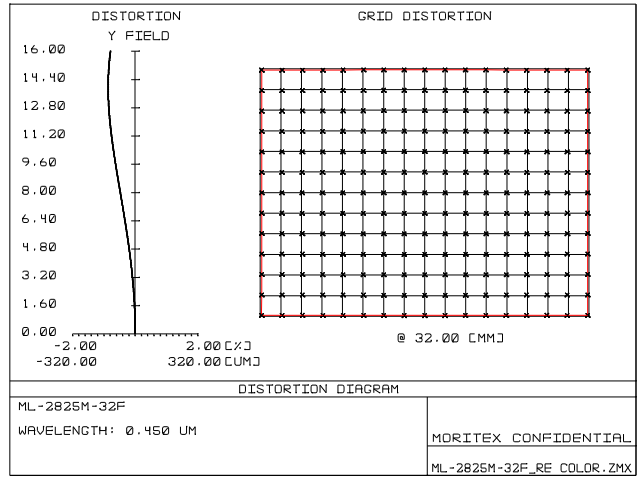 DISTORTION
Y FIELD
16.00
14.40
12.80
11.20
9.60
8.00
6.40
4.80
3.20
1.60
0.00
-2.00 2.00 [%]
-320.00 320.00 [UM]
GRID DISTORTION
@ 32.00 [MM]
DISTORTION DIAGRAM
ML-2825M-32F
WAVELENGTH: 0.450 UM
MORITEX CONFIDENTIAL
ML-2825M-32F_RE COLOR.ZMX